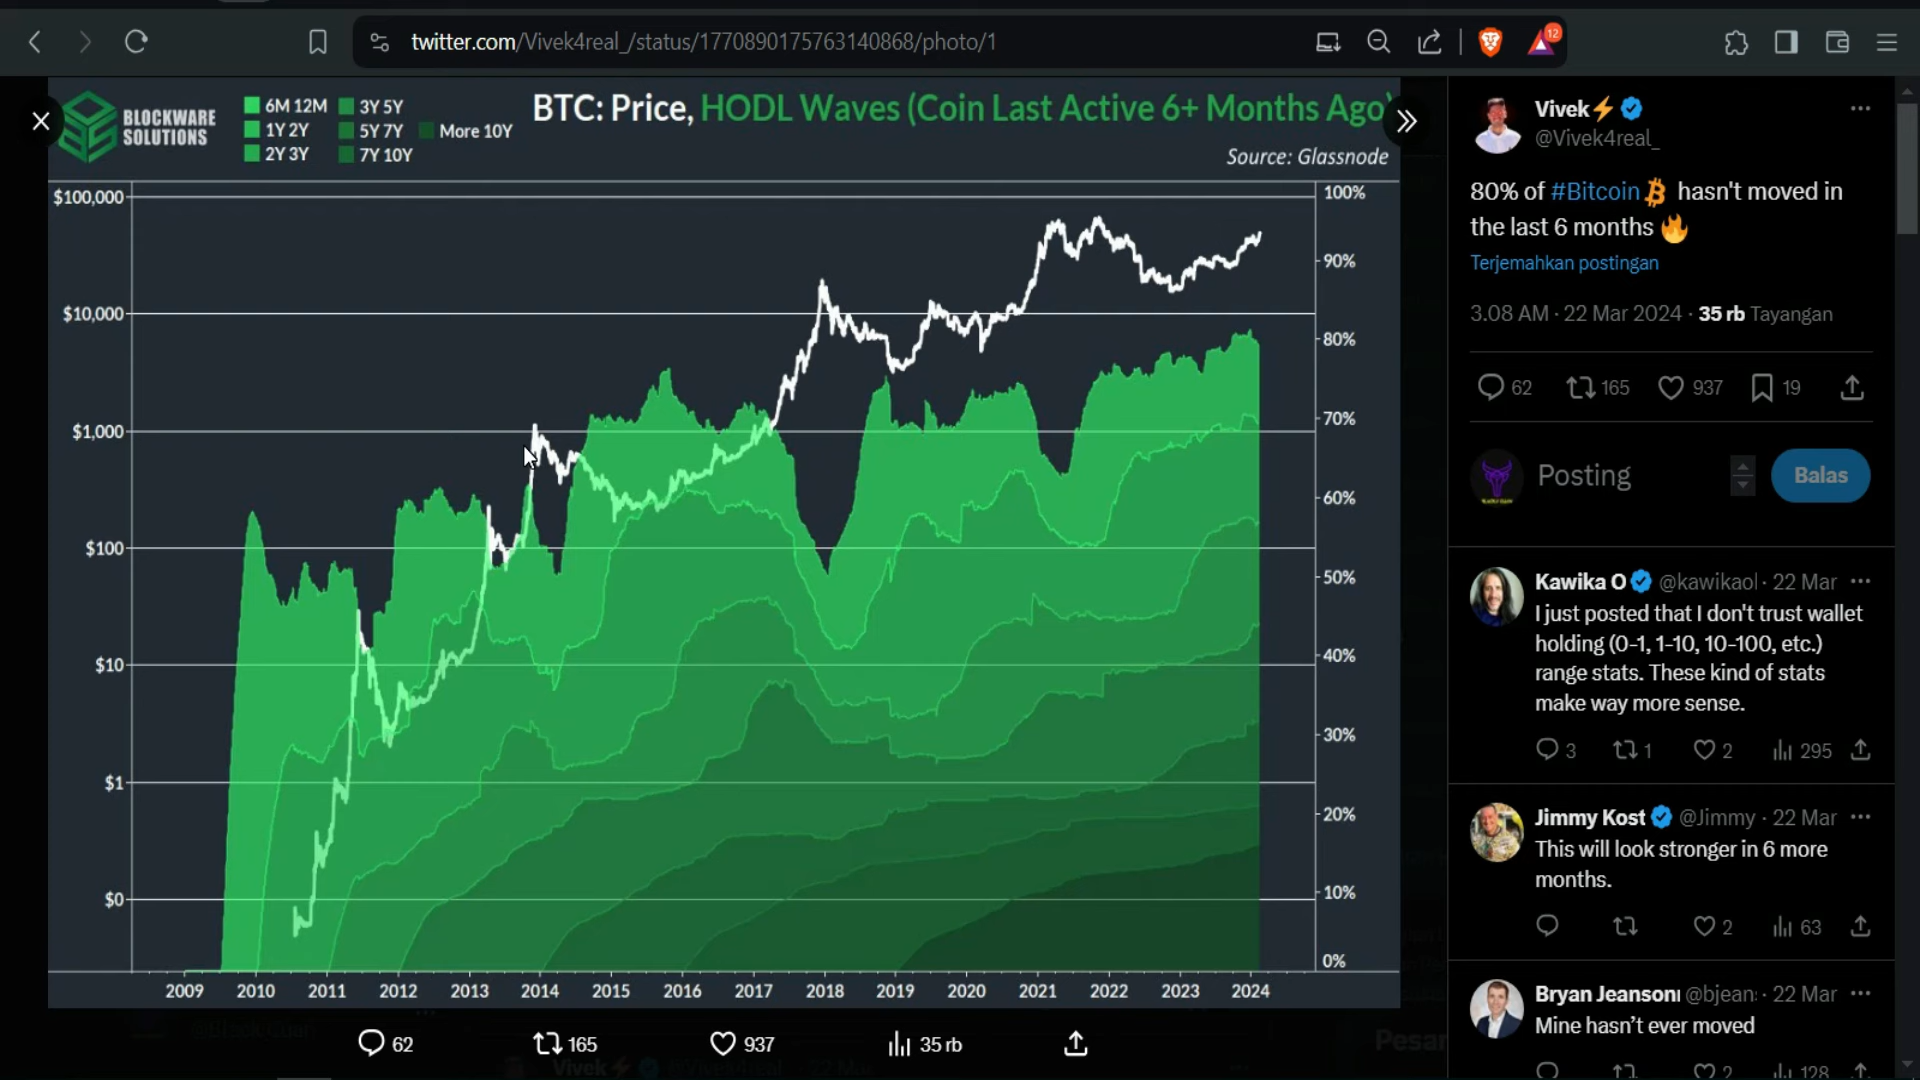 twitter.com/Vivek4real_/status/1770890175763140868/photo/1
12
BLOCKWARE
SOLUTIONS
6M 12M
1Y 2Y
2Y 3Y
3Y 5Y
5Y 7Y
7Y 10Y
More 10Y
BTC: Price, HODL Waves (Coin Last Active 6+ Months Ago)
Source: Glassnode
$100,000
$10,000
$1,000
$100
$10
$1
$0
100%
90%
80%
70%
60%
50%
40%
30%
20%
10%
0%
2009 2010 2011 2012 2013 2014 2015 2016 2017 2018 2019 2020 2021 2022 2023 2024
62 165 937 35 rb
Vivek
@Vivek4real_
80% of #Bitcoin hasn't moved in
the last 6 months
Terjemahkan postingan
3.08 AM · 22 Mar 2024 · 35 rb Tayangan
62 165 937 19
Posting
Balas
Kawika O @kawikaol · 22 Mar
I just posted that I don't trust wallet
holding (0-1, 1-10, 10-100, etc.)
range stats. These kind of stats
make way more sense.
3 1 2 295
Jimmy Kost @Jimmy · 22 Mar
This will look stronger in 6 more
months.
2 63
Bryan Jeanson @bjean · 22 Mar
Mine hasn’t ever moved
2 128